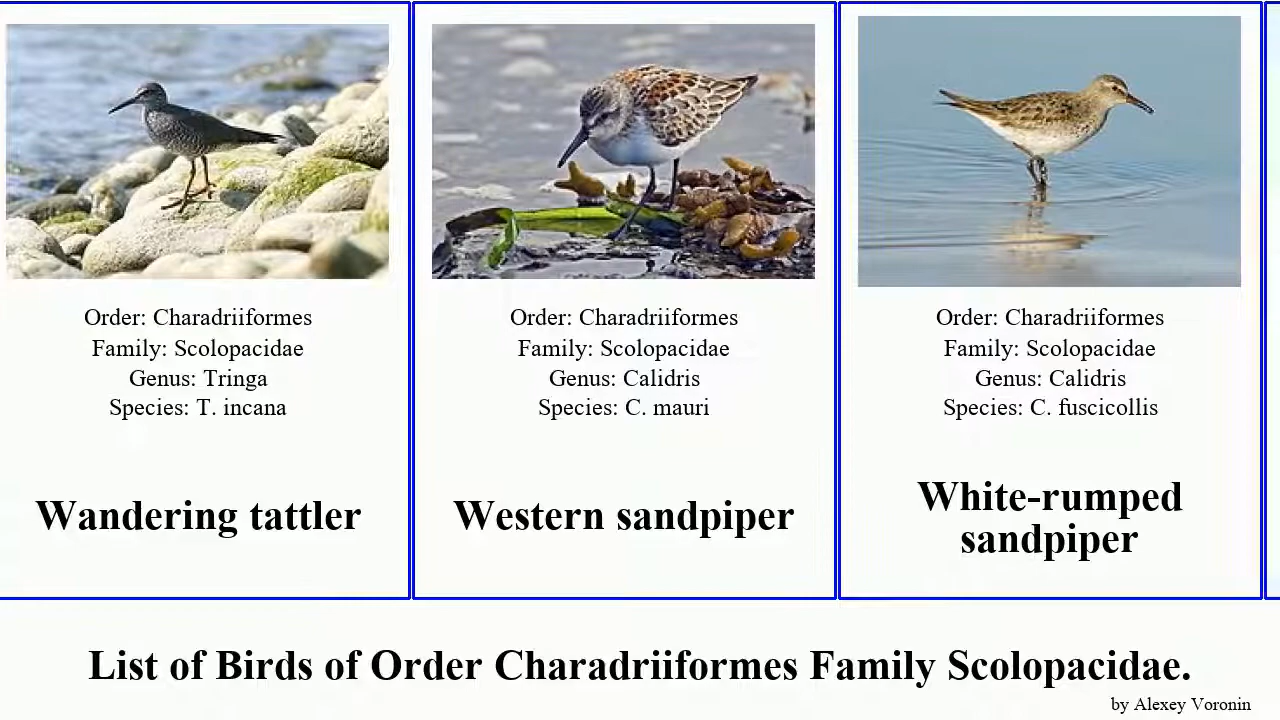 Order: Charadriiformes
Family: Scolopacidae
Genus: Tringa
Species: T. incana
Wandering tattler
Order: Charadriiformes
Family: Scolopacidae
Genus: Calidris
Species: C. mauri
Western sandpiper
Order: Charadriiformes
Family: Scolopacidae
Genus: Calidris
Species: C. fuscicollis
White-rumped
sandpiper
List of Birds of Order Charadriiformes Family Scolopacidae.
by Alexey Voronin